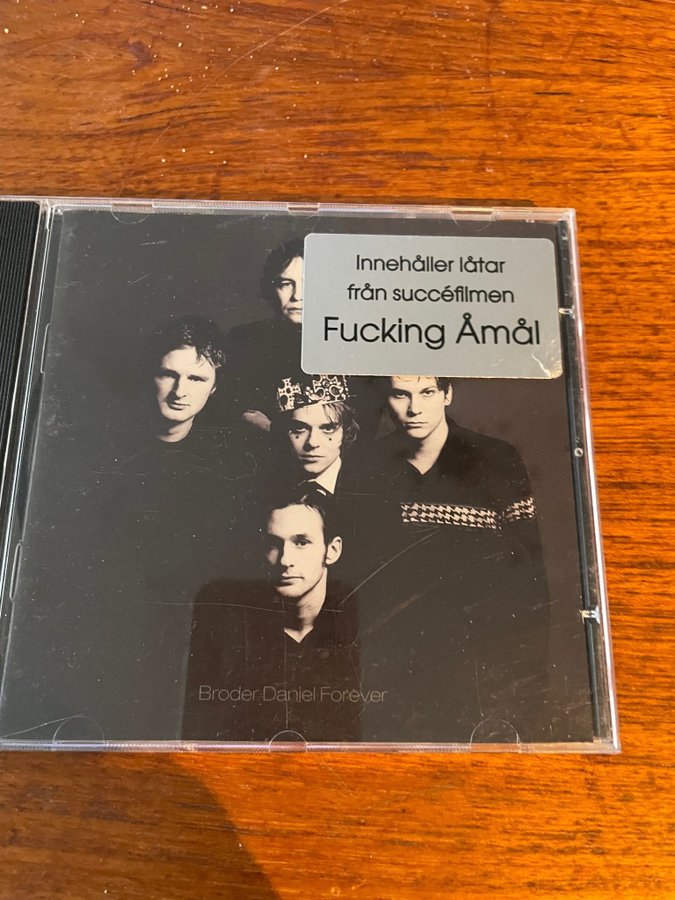 Innehåller låtar
från succéfilmen
Fucking Åmål
Broder Daniel Forever